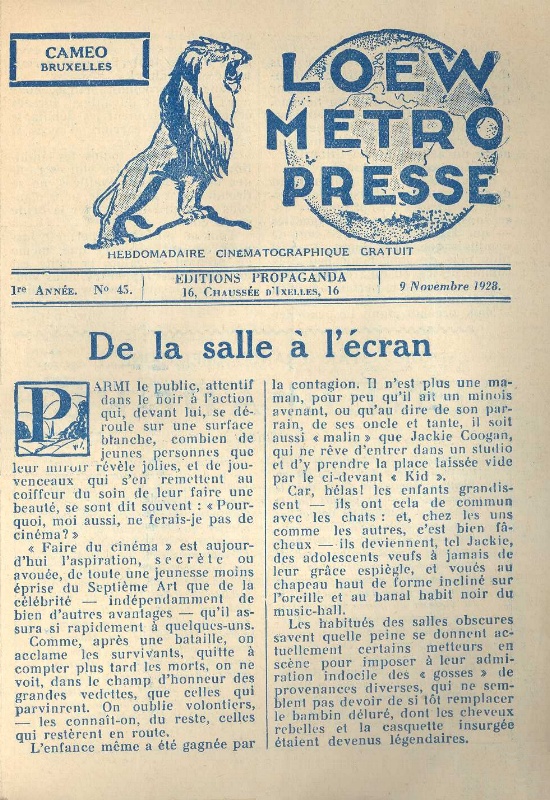 CAMEO
BRUXELLES
LOEW
METRO
PRESSE
HEBDOMADAIRE CINÉMATOGRAPHIQUE GRATUIT
1re ANNÉE. No 45.
EDITIONS PROPAGANDA
16, CHAUSSÉE D'IXELLES, 16
9 Novembre 1928.
De la salle à l'écran
PARMI le public, attentif
dans le noir à l'action
qui, devant lui, se dé-
roule sur une surface
blanche, combien de
jeunes personnes que
leur miroir révèle jolies, et de jou-
venceaux qui s'en remettent au
coiffeur du soin de leur faire une
beauté, se sont dit souvent : « Pour-
quoi, moi aussi, ne ferais-je pas de
cinéma? »
« Faire du cinéma » est aujour-
d'hui l'aspiration, secrète ou
avouée, de toute une jeunesse moins
éprise du Septième Art que de la
célébrité — indépendamment de
bien d'autres avantages — qu'il as-
sura si rapidement à quelques-uns.
Comme, après une bataille, on
acclame les survivants, quitte à
compter plus tard les morts, on ne
voit, dans le champ d'honneur des
grandes vedettes, que celles qui
parvinrent. On oublie volontiers,
— les connaît-on, du reste, celles
qui restèrent en route.
L'enfance même a été gagnée par
la contagion. Il n'est plus une ma-
man, pour peu qu'il ait un minois
avenant, ou qu'au dire de son par-
rain, de ses oncle et tante, il soit
aussi « malin » que Jackie Coogan,
qui ne rêve d'entrer dans un studio
et d'y prendre la place laissée vide
par le ci-devant « Kid ».
Car, hélas! les enfants grandis-
sent — ils ont cela de commun
avec les chats : et, chez les uns
comme les autres, c'est bien fâ-
cheux — ils deviennent, tel Jackie,
des adolescents veufs à jamais de
leur grâce espiègle, et voués au
chapeau haut de forme incliné sur
l'oreille et au banal habit noir du
music-hall.
Les habitués des salles obscures
savent quelle peine se donnent ac-
tuellement certains metteurs en
scène pour imposer à leur admi-
ration indocile des « gosses » de
provenances diverses, qui ne sem-
blent pas devoir de si tôt remplacer
le bambin déluré, dont les cheveux
rebelles et la casquette insurgée
étaient devenus légendaires.